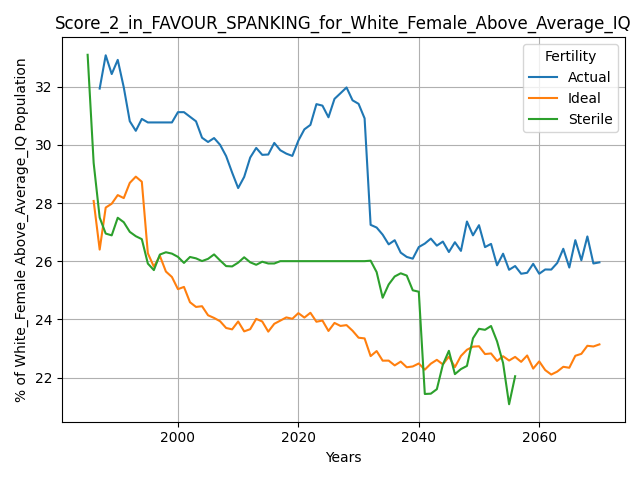 Score_2_in_FAVOUR_SPANKING_for_White_Female_Above_Average_IQ
% of White_Female Above_Average_IQ Population
32
30
28
26
24
22
Fertility
Actual
Ideal
Sterile
2000
2020
2040
2060
Years